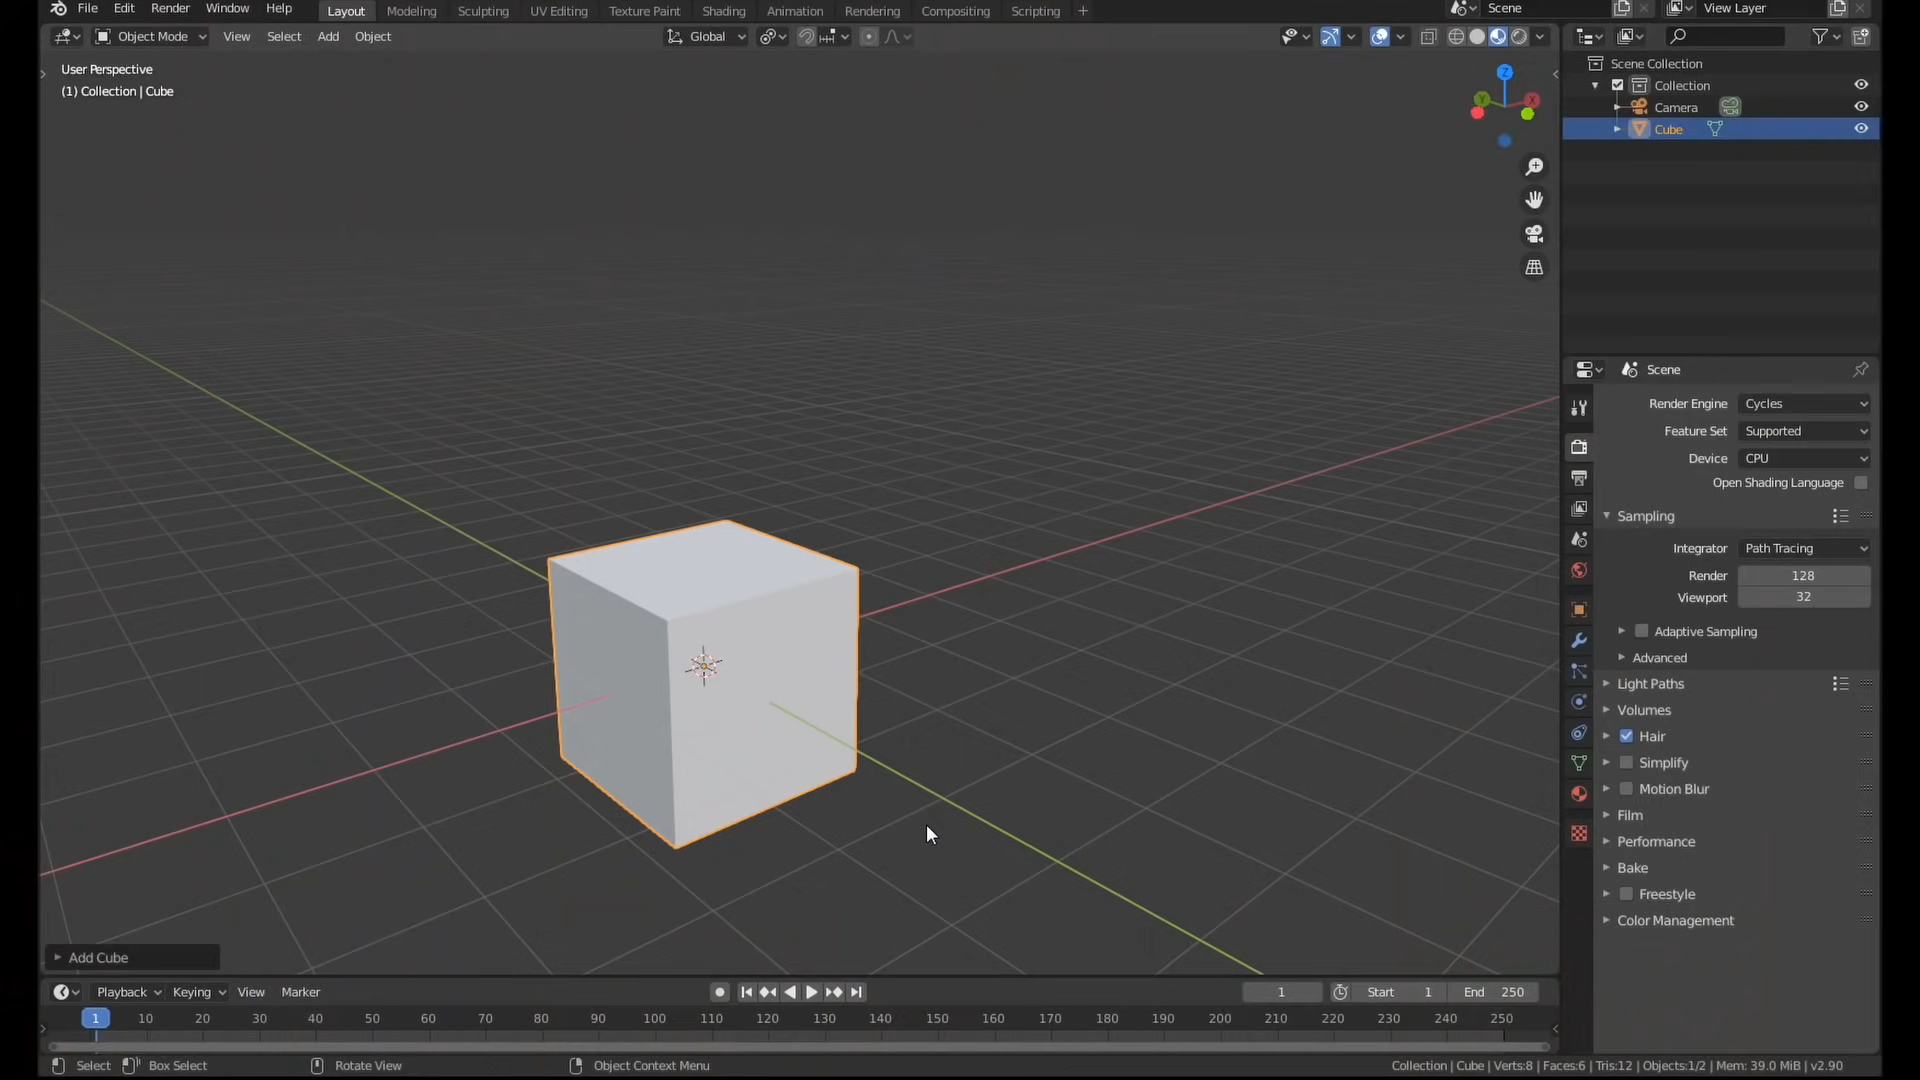 File Edit Render Window Help Layout Modeling Sculpting UV Editing Texture Paint Shading Animation Rendering Compositing Scripting + Scene View Layer
Object Mode View Select Add Object Global
User Perspective
(1) Collection | Cube
Z
Y
X
Scene Collection
Collection
Camera
Cube
Scene
Render Engine Cycles
Feature Set Supported
Device CPU
Open Shading Language
Sampling
Integrator Path Tracing
Render 128
Viewport 32
Adaptive Sampling
Advanced
Light Paths
Volumes
Hair
Simplify
Motion Blur
Film
Performance
Bake
Freestyle
Color Management
Add Cube
Playback Keying View Marker 1 Start 1 End 250
1 10 20 30 40 50 60 70 80 90 100 110 120 130 140 150 160 170 180 190 200 210 220 230 240 250
Select Box Select Rotate View Object Context Menu Collection | Cube | Verts:8 | Faces:6 | Tris:12 | Objects:1/2 | Mem: 39.0 MiB | v2.90